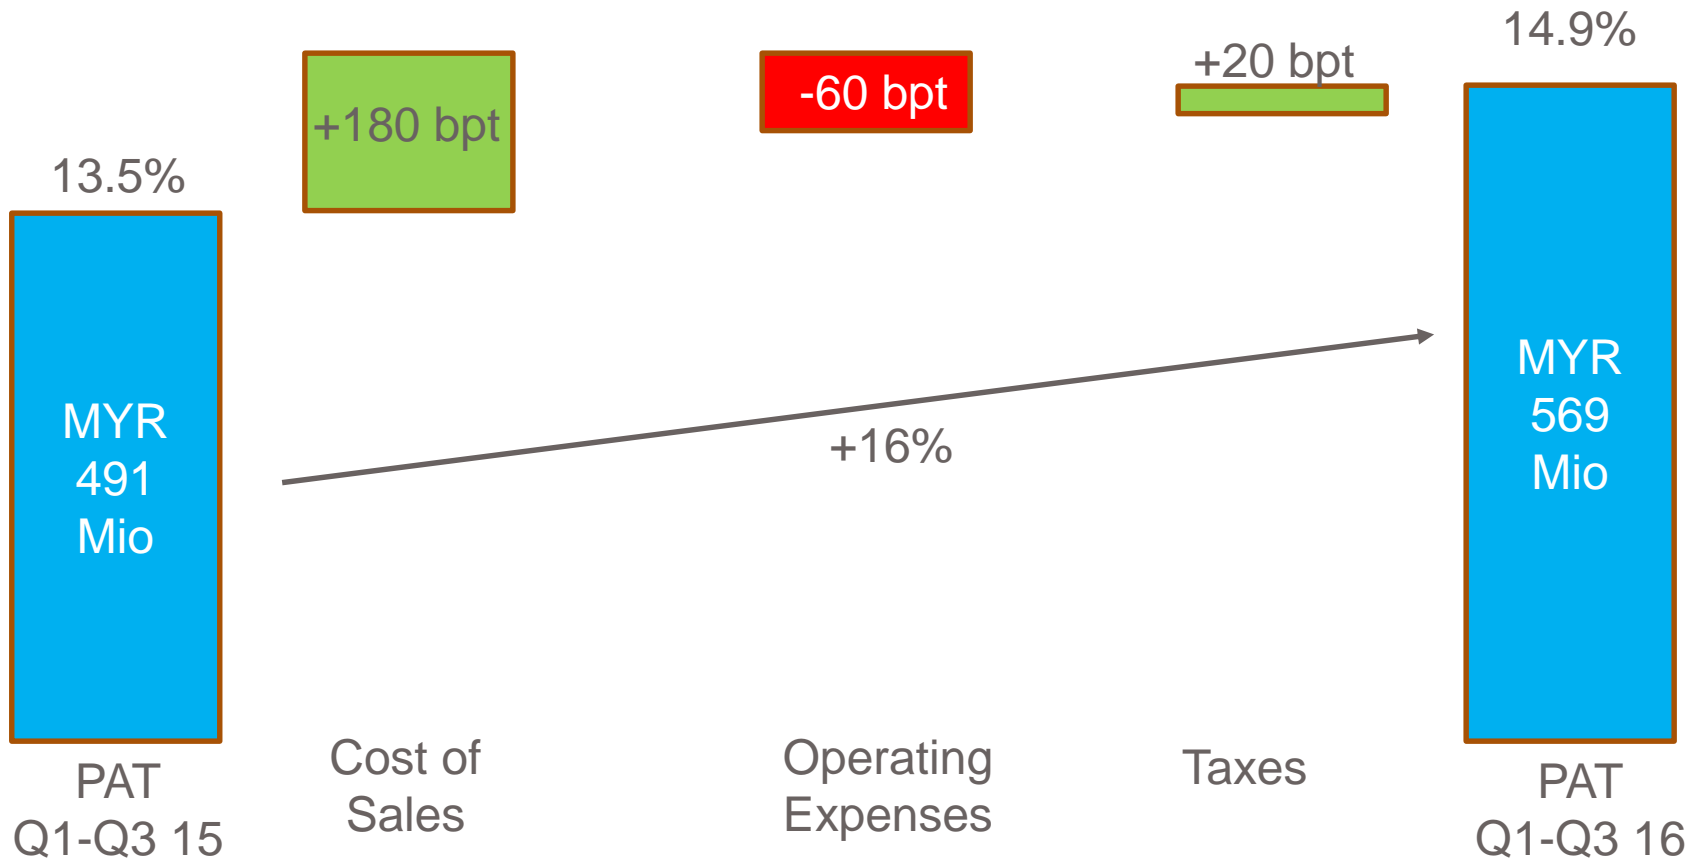 14.9%
+20 bpt
-60 bpt
+180 bpt
13.5%
MYR
491
Mio
+16%
MYR
569
Mio
PAT
Q1-Q3 15
Cost of
Sales
Operating
Expenses
Taxes
PAT
Q1-Q3 16